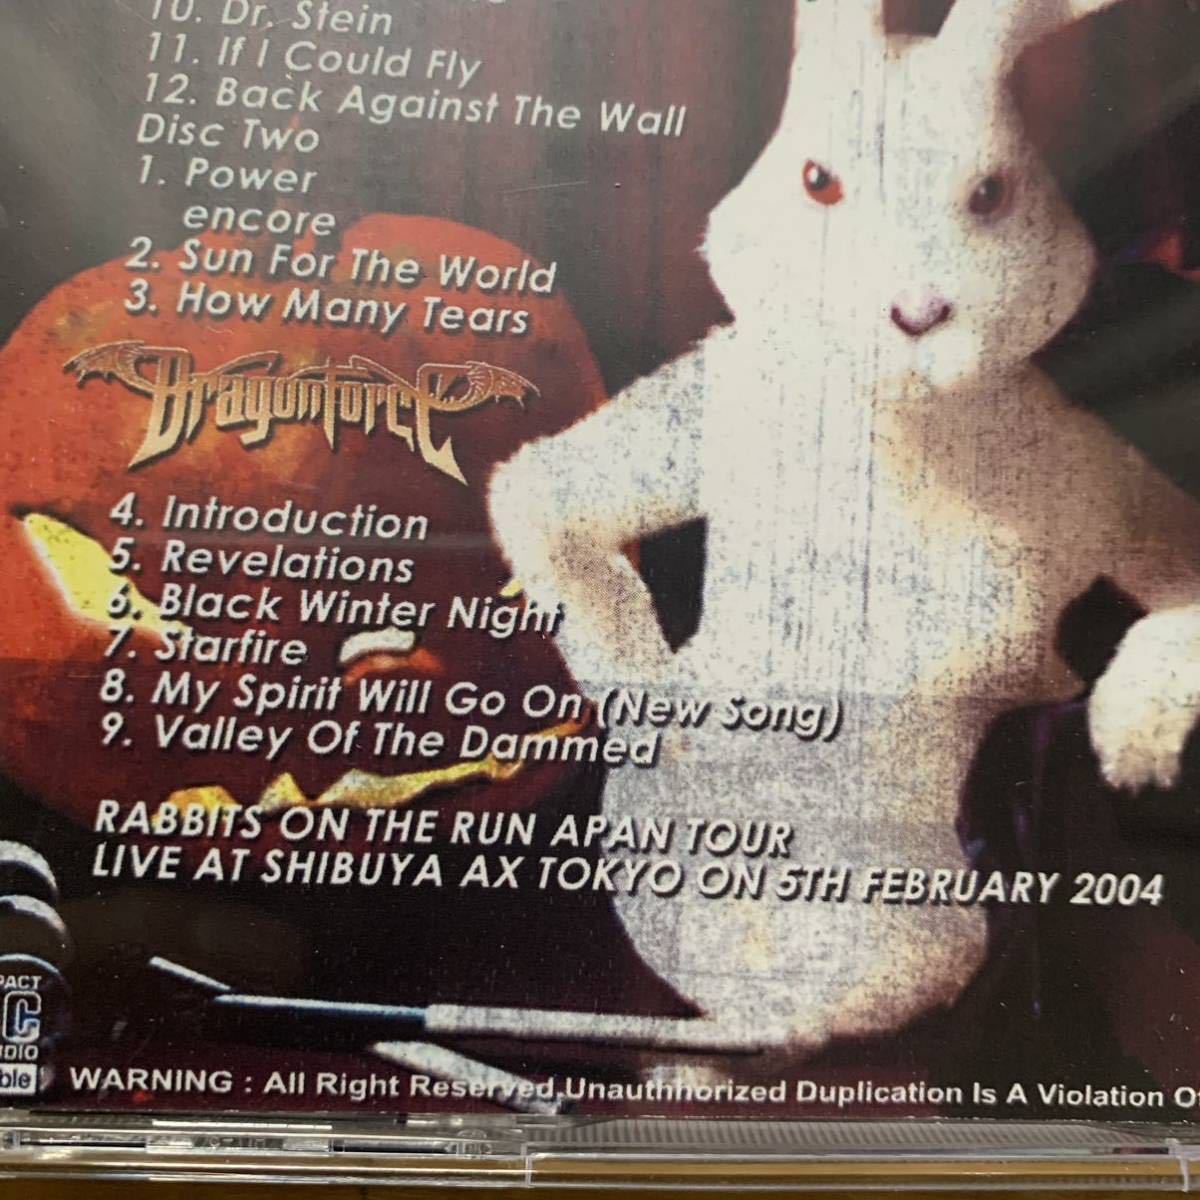 10. Dr. Stein
11. If I Could Fly
12. Back Against The Wall
Disc Two
1. Power
encore
2. Sun For The World
3. How Many Tears
DragonForce
4. Introduction
5. Revelations
6. Black Winter Night
7. Starfire
8. My Spirit Will Go On (New Song)
9. Valley Of The Dammed
RABBITS ON THE RUN APAN TOUR
LIVE AT SHIBUYA AX TOKYO ON 5TH FEBRUARY 2004
WARNING : All Right Reserved,Unauthhorized Duplication Is A Violation Of